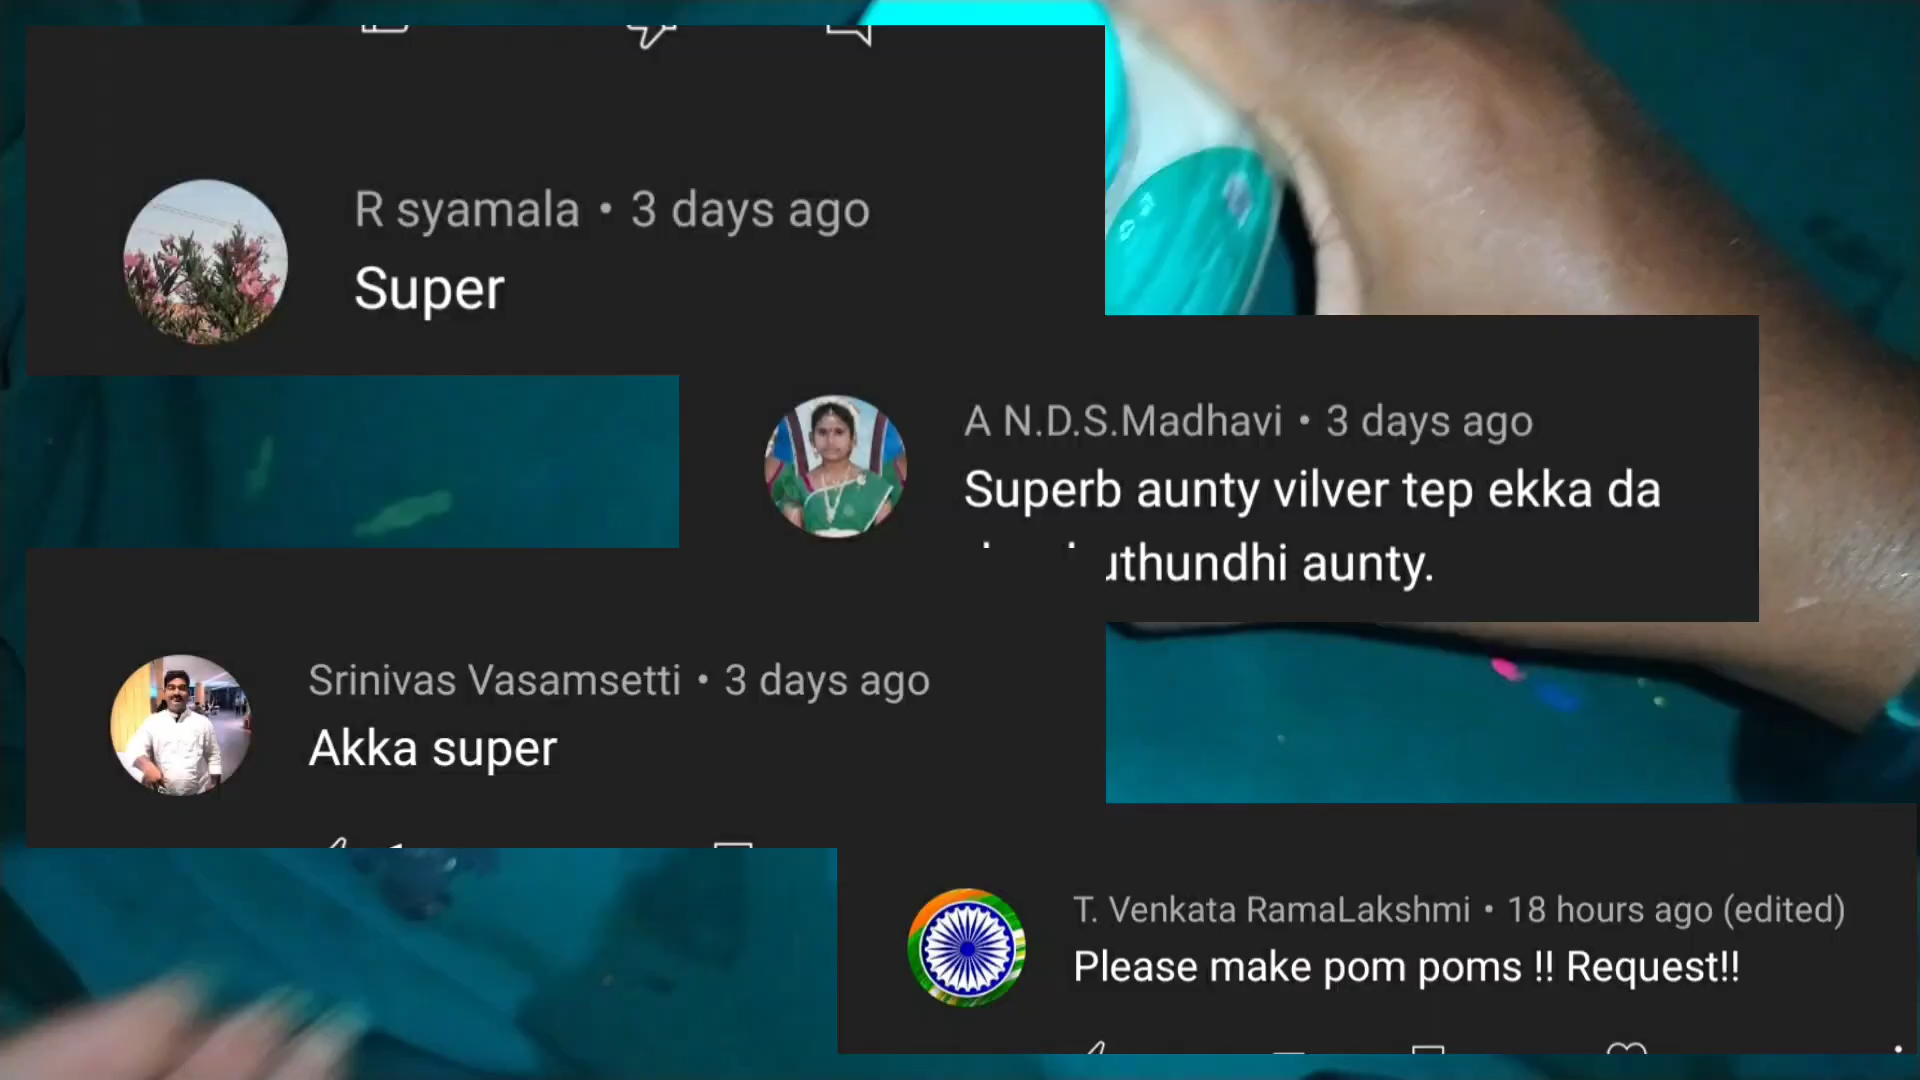 R syamala • 3 days ago
Super
A N.D.S.Madhavi • 3 days ago
Superb aunty vilver tep ekka da
aunty.
Srinivas Vasamsetti • 3 days ago
Akka super
T. Venkata RamaLakshmi • 18 hours ago (edited)
Please make pom poms !! Request!!